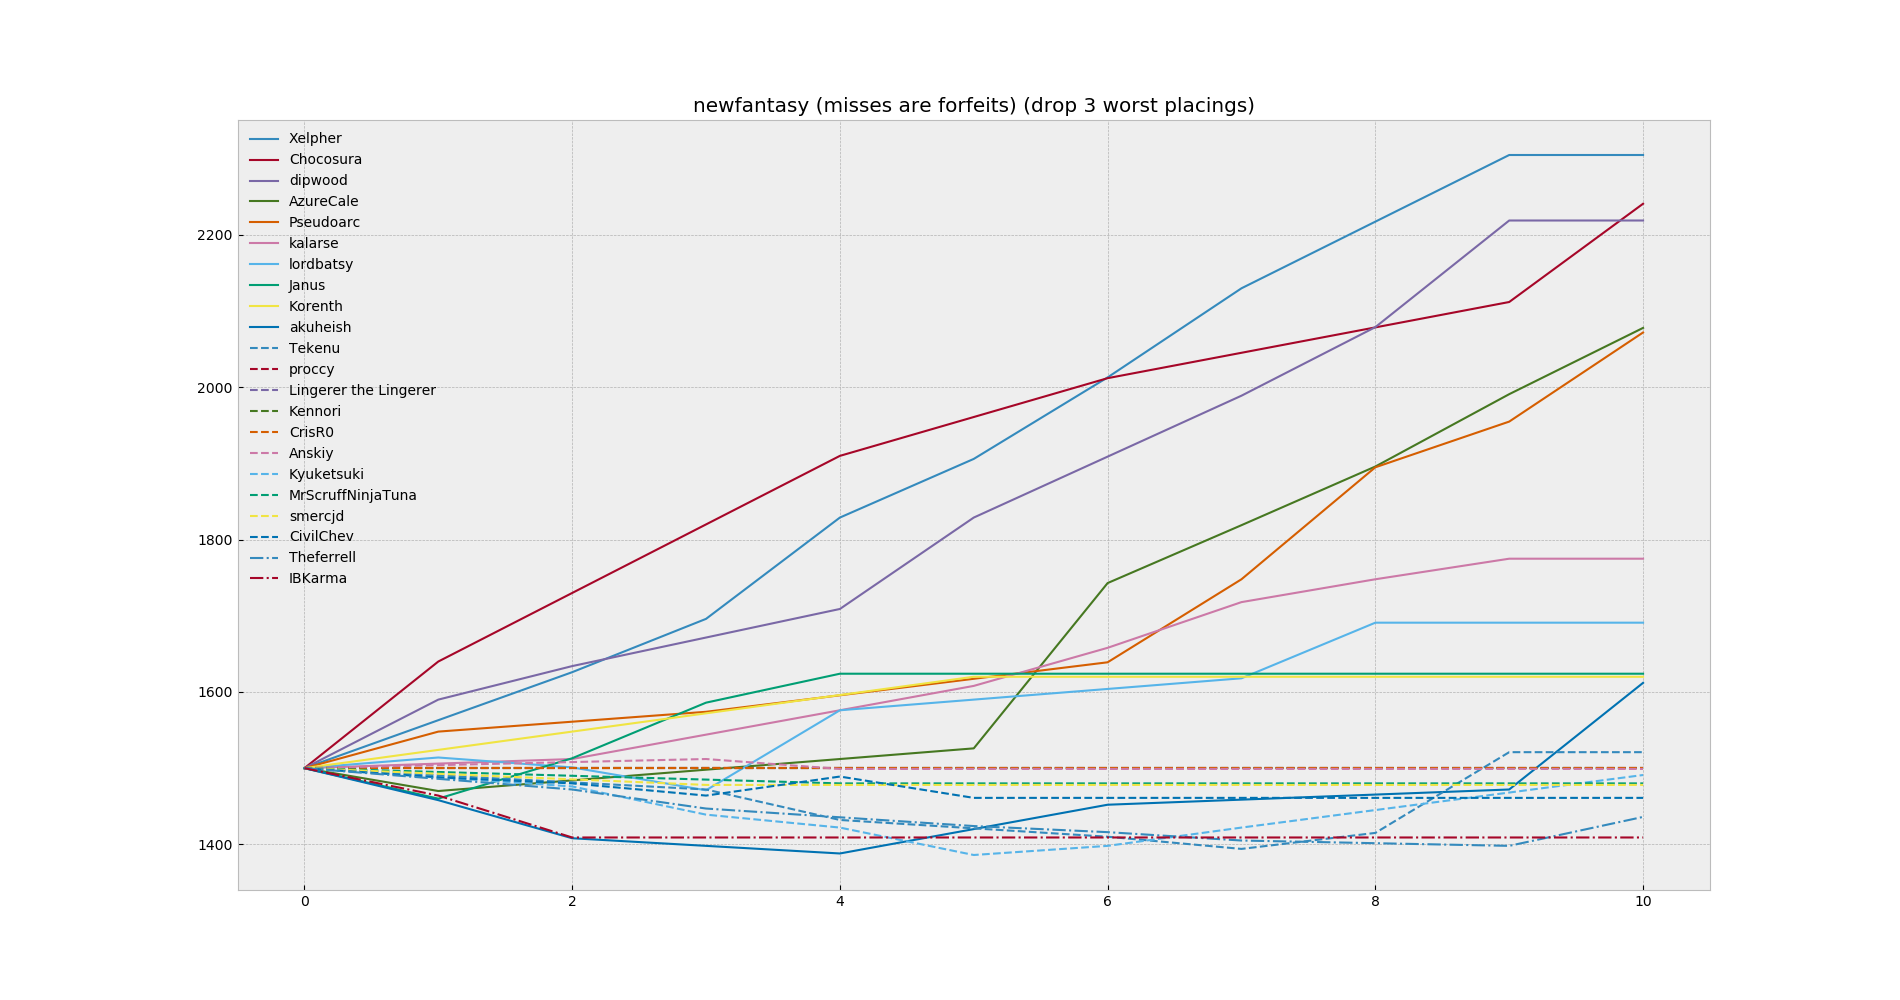 newfantasy (misses are forfeits) (drop 3 worst placings)
Xelpher
Chocosura
dipwood
AzureCale
Pseudoarc
kalarse
lordbatsy
Janus
Korenth
akuheish
Tekenu
proccy
Lingerer the Lingerer
Kennori
CrisR0
Anskiy
Kyuketsuki
MrScruffNinjaTuna
smercjd
CivilChev
Theferrell
IBKarma
2200
2000
1800
1600
1400
0 2 4 6 8 10